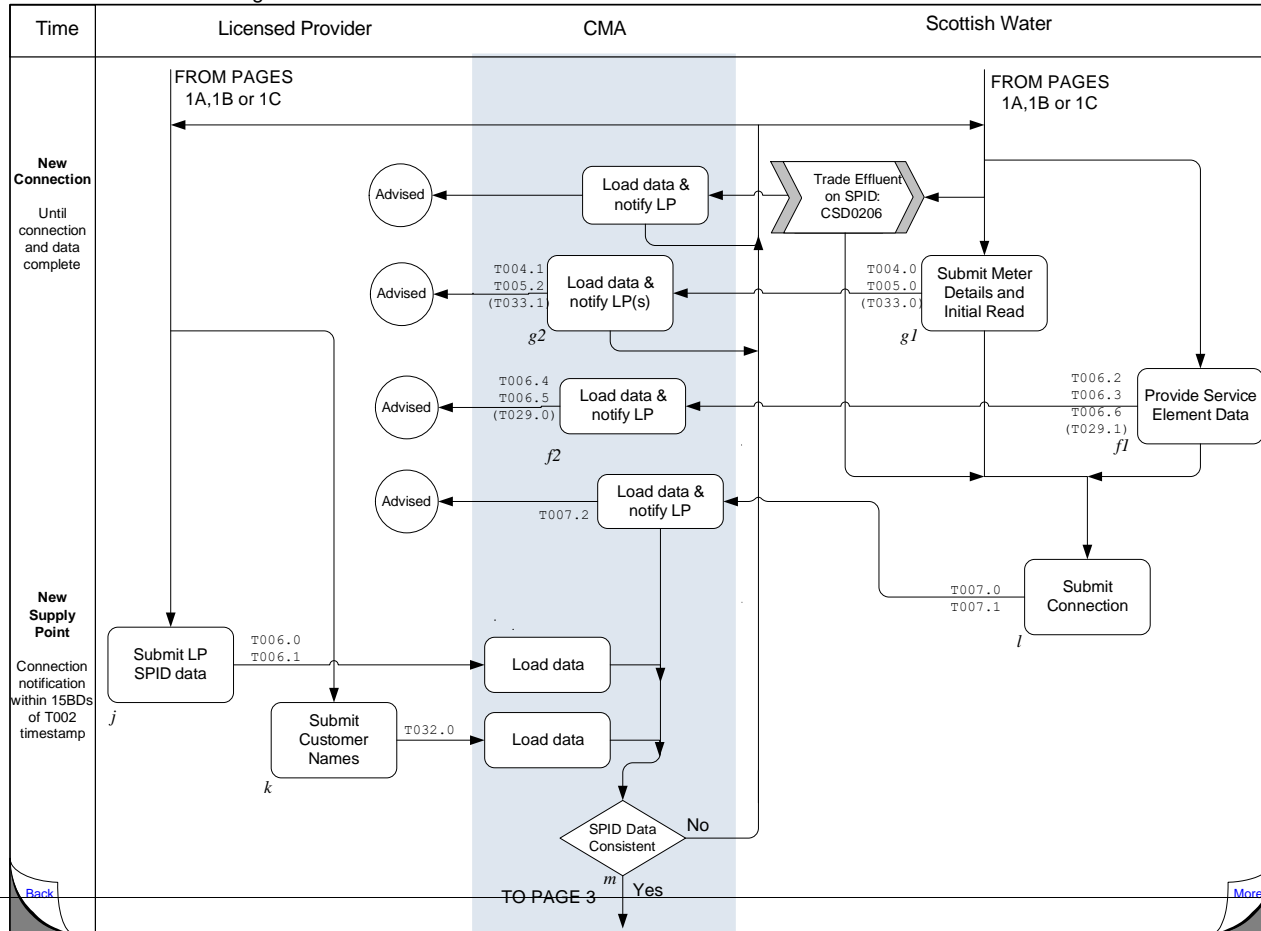 Time
Licensed Provider
CMA
Scottish Water
FROM PAGES
1A,1B or 1C
FROM PAGES
1A,1B or 1C
New
Connection
Until
connection
and data
complete
Advised
Load data &
notify LP
Trade Effluent
on SPID:
CSD0206
Advised
T004.1
T005.2
(T033.1)
Load data &
notify LP(s)
g2
T004.0
T005.0
(T033.0)
Submit Meter
Details and
Initial Read
g1
Advised
T006.4
T006.5
(T029.0)
Load data &
notify LP
f2
T006.2
T006.3
T006.6
(T029.1)
Provide Service
Element Data
f1
Advised
T007.2
Load data &
notify LP
T007.0
T007.1
Submit
Connection
l
New
Supply
Point
Connection
notification
within 15BDs
of T002
timestamp
Submit LP
SPID data
j
T006.0
T006.1
Load data
Submit
Customer
Names
k
T032.0
Load data
SPID Data
Consistent
No
m
Yes
TO PAGE 3
Back
More